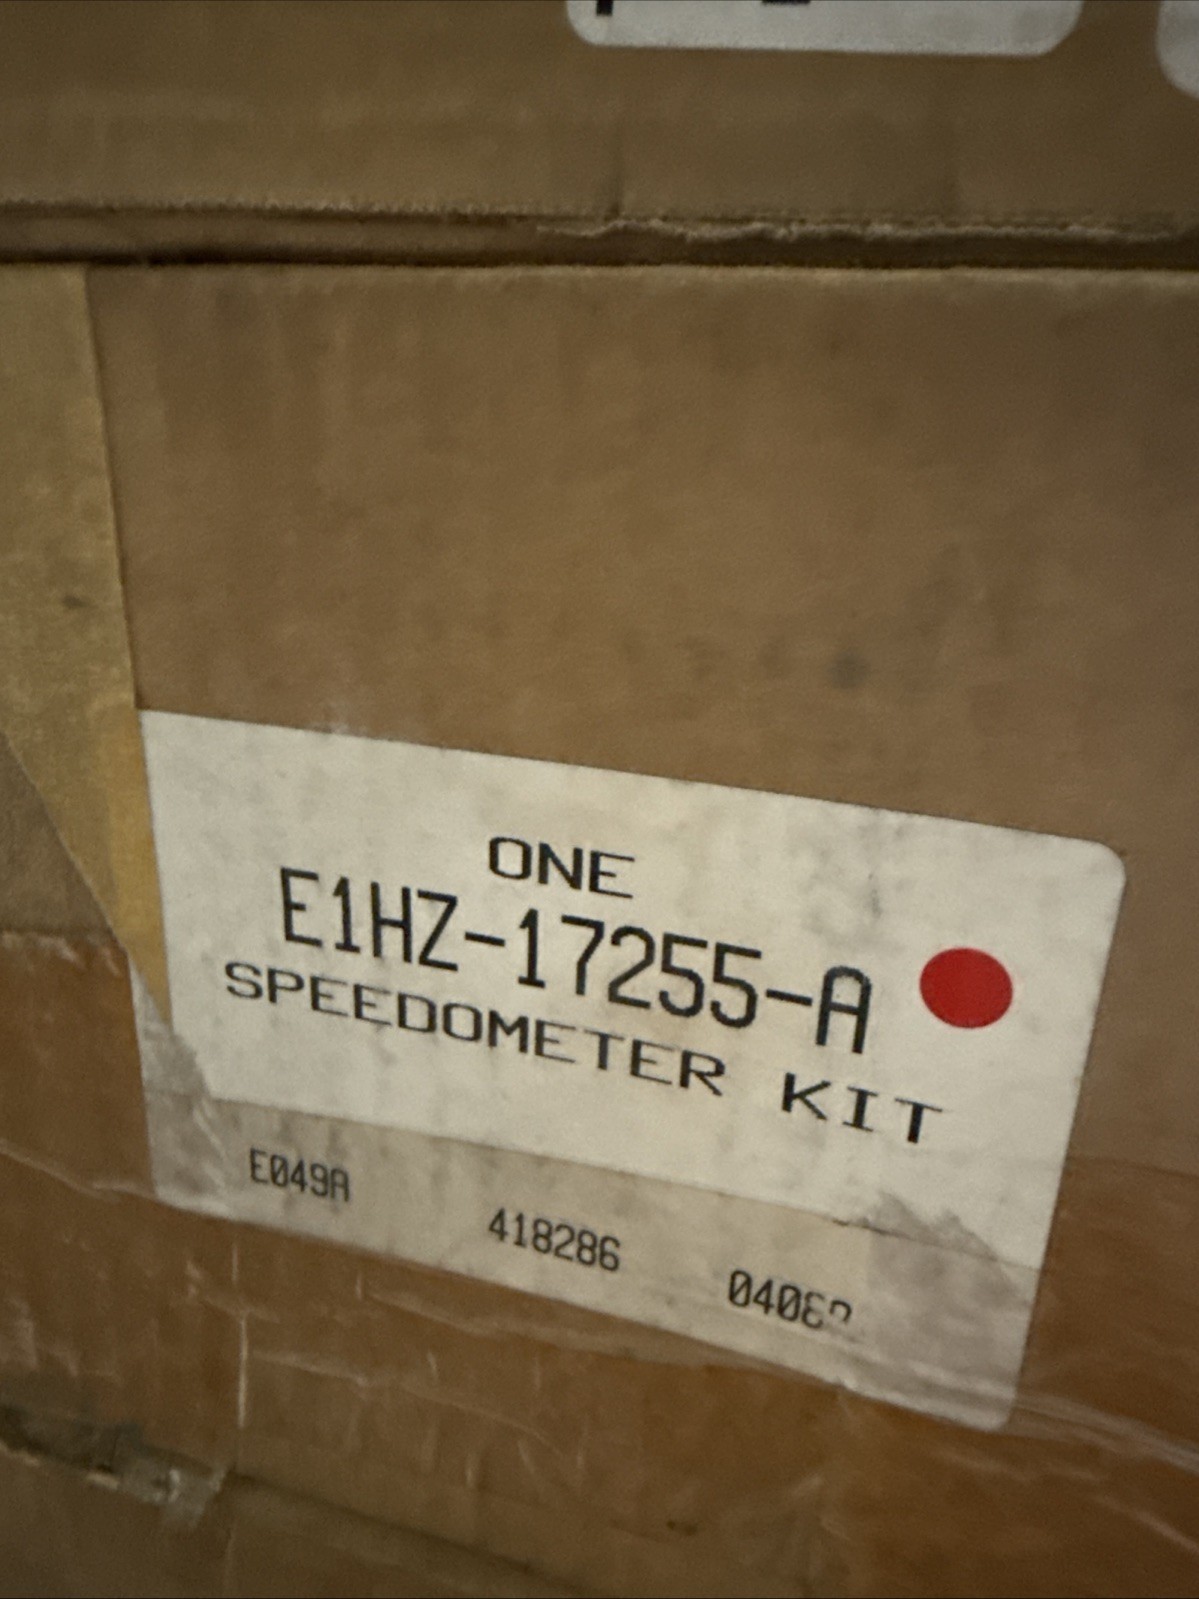 ONE
E1HZ-17255-A
SPEEDOMETER KIT
E049A 418286